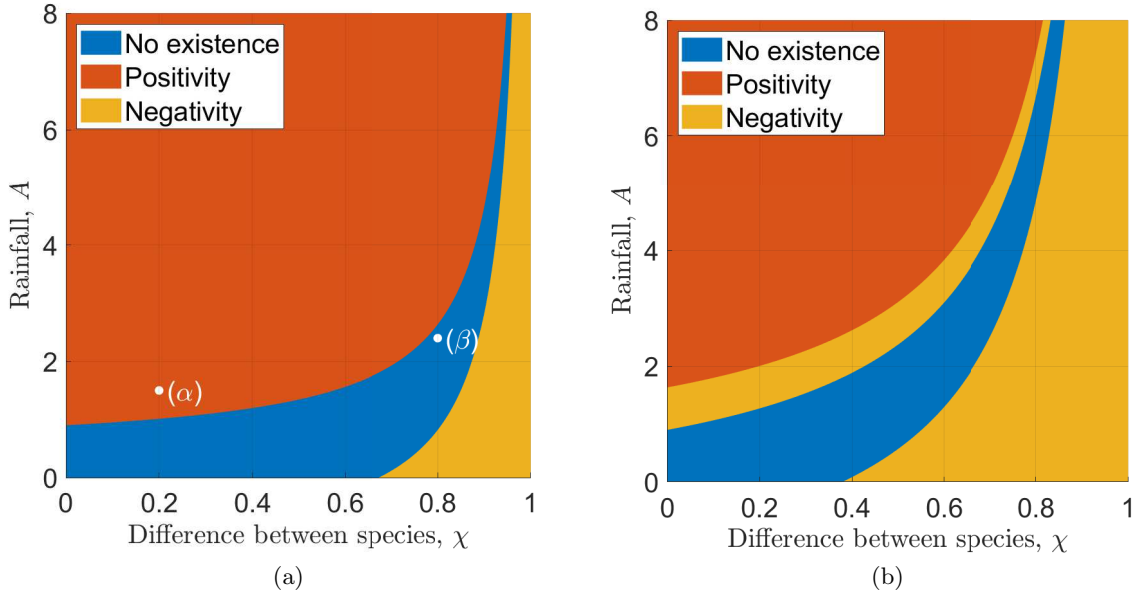 8
6
4
2
0
0
0.2
0.4
0.6
0.8
1
Rainfall, A
Difference between species, χ
No existence
Positivity
Negativity
(α)
(β)
(a)
8
6
4
2
0
0
0.2
0.4
0.6
0.8
1
Rainfall, A
Difference between species, χ
No existence
Positivity
Negativity
(b)